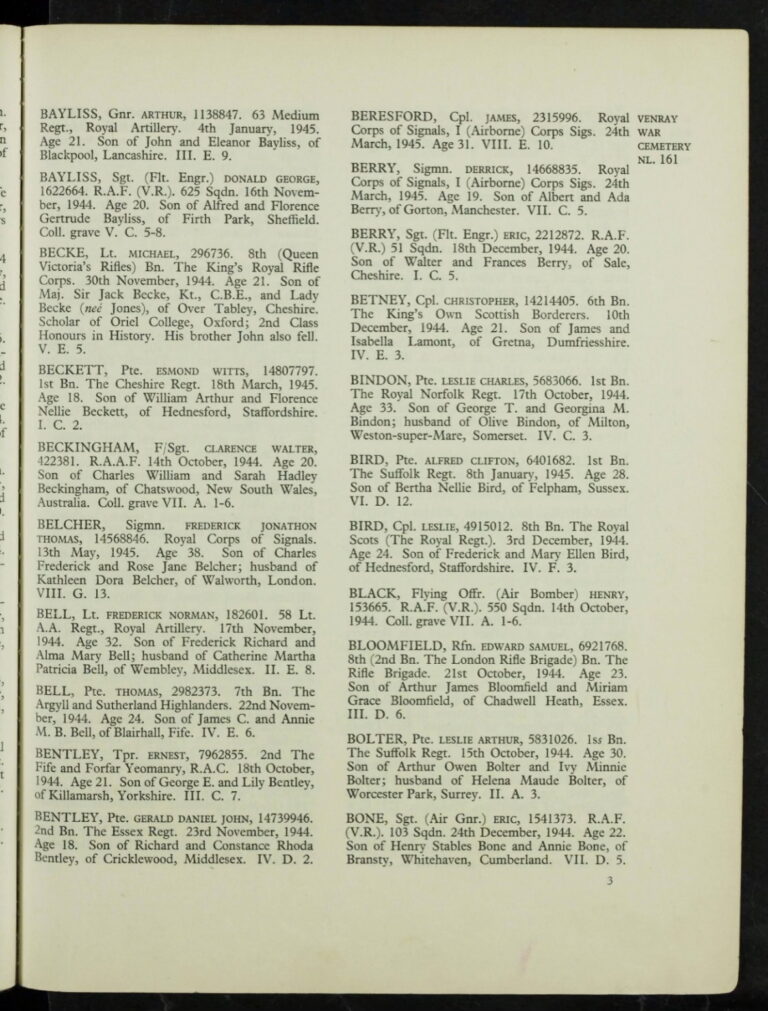 BAYLISS, Gnr. ARTHUR, 1138847. 63 Medium
Regt., Royal Artillery. 4th January, 1945.
Age 21. Son of John and Eleanor Bayliss, of
Blackpool, Lancashire. III. E. 9.
BAYLISS, Sgt. (Flt. Engr.) DONALD GEORGE,
1622664. R.A.F. (V.R.). 625 Sqdn. 16th Novem-
ber, 1944. Age 20. Son of Alfred and Florence
Gertrude Bayliss, of Firth Park, Sheffield.
Coll. grave V. C. 5-8.
BECKE, Lt. MICHAEL, 296736. 8th (Queen
Victoria's Rifles) Bn. The King's Royal Rifle
Corps. 30th November, 1944. Age 21. Son of
Maj. Sir Jack Becke, Kt., C.B.E., and Lady
Becke (neé Jones), of Over Tabley, Cheshire.
Scholar of Oriel College, Oxford; 2nd Class
Honours in History. His brother John also fell.
V. E. 5.
BECKETT, Pte. ESMOND WITTS, 14807797.
1st Bn. The Cheshire Regt. 18th March, 1945.
Age 18. Son of William Arthur and Florence
Nellie Beckett, of Hednesford, Staffordshire.
I. C. 2.
BECKINGHAM, F/Sgt. CLARENCE WALTER,
422381. R.A.A.F. 14th October, 1944. Age 20.
Son of Charles William and Sarah Hadley
Beckingham, of Chatswood, New South Wales,
Australia. Coll. grave VII. A. 1-6.
BELCHER, Sigmn. FREDERICK JONATHON
THOMAS, 14568846. Royal Corps of Signals.
13th May, 1945. Age 38. Son of Charles
Frederick and Rose Jane Belcher; husband of
Kathleen Dora Belcher, of Walworth, London.
VIII. G. 13.
BELL, Lt. FREDERICK NORMAN, 182601. 58 Lt.
A.A. Regt., Royal Artillery. 17th November,
1944. Age 32. Son of Frederick Richard and
Alma Mary Bell; husband of Catherine Martha
Patricia Bell, of Wembley, Middlesex. II. E. 8.
BELL, Pte. THOMAS, 2982373. 7th Bn. The
Argyll and Sutherland Highlanders. 22nd Novem-
ber, 1944. Age 24. Son of James C. and Annie
M. B. Bell, of Blairhall, Fife. IV. E. 6.
BENTLEY, Tpr. ERNEST, 7962855. 2nd The
Fife and Forfar Yeomanry, R.A.C. 18th October,
1944. Age 21. Son of George E. and Lily Bentley,
of Killamarsh, Yorkshire. III. C. 7.
BENTLEY, Pte. GERALD DANIEL JOHN, 14739946.
2nd Bn. The Essex Regt. 23rd November, 1944.
Age 18. Son of Richard and Constance Rhoda
Bentley, of Cricklewood, Middlesex. IV. D. 2.
BERESFORD, Cpl. JAMES, 2315996. Royal
Corps of Signals, I (Airborne) Corps Sigs. 24th
March, 1945. Age 31. VIII. E. 10.
BERRY, Sigmn. DERRICK, 14668835. Royal
Corps of Signals, I (Airborne) Corps Sigs. 24th
March, 1945. Age 19. Son of Albert and Ada
Berry, of Gorton, Manchester. VII. C. 5.
BERRY, Sgt. (Flt. Engr.) ERIC, 2212872. R.A.F.
(V.R.) 51 Sqdn. 18th December, 1944. Age 20.
Son of Walter and Frances Berry, of Sale,
Cheshire. I. C. 5.
BETNEY, Cpl. CHRISTOPHER, 14214405. 6th Bn.
The King's Own Scottish Borderers. 10th
December, 1944. Age 21. Son of James and
Isabella Lamont, of Gretna, Dumfriesshire.
IV. E. 3.
BINDON, Pte. LESLIE CHARLES, 5683066. 1st Bn.
The Royal Norfolk Regt. 17th October, 1944.
Age 33. Son of George T. and Georgina M.
Bindon; husband of Olive Bindon, of Milton,
Weston-super-Mare, Somerset. IV. C. 3.
BIRD, Pte. ALFRED CLIFTON, 6401682. 1st Bn.
The Suffolk Regt. 8th January, 1945. Age 28.
Son of Bertha Nellie Bird, of Felpham, Sussex.
VI. D. 12.
BIRD, Cpl. LESLIE, 4915012. 8th Bn. The Royal
Scots (The Royal Regt.). 3rd December, 1944.
Age 24. Son of Frederick and Mary Ellen Bird,
of Hednesford, Staffordshire. IV. F. 3.
BLACK, Flying Offr. (Air Bomber) HENRY,
153665. R.A.F. (V.R.). 550 Sqdn. 14th October,
1944. Coll. grave VII. A. 1-6.
BLOOMFIELD, Rfn. EDWARD SAMUEL, 6921768.
8th (2nd Bn. The London Rifle Brigade) Bn. The
Rifle Brigade. 21st October, 1944. Age 23.
Son of Arthur James Bloomfield and Miriam
Grace Bloomfield, of Chadwell Heath, Essex.
III. D. 6.
BOLTER, Pte. LESLIE ARTHUR, 5831026. 1ss Bn.
The Suffolk Regt. 15th October, 1944. Age 30.
Son of Arthur Owen Bolter and Ivy Minnie
Bolter; husband of Helena Maude Bolter, of
Worcester Park, Surrey. II. A. 3.
BONE, Sgt. (Air Gnr.) ERIC, 1541373. R.A.F.
(V.R.). 103 Sqdn. 24th December, 1944. Age 22.
Son of Henry Stables Bone and Annie Bone, of
Bransty, Whitehaven, Cumberland. VII. D. 5.
VENRAY
WAR
CEMETERY
NL. 161
3